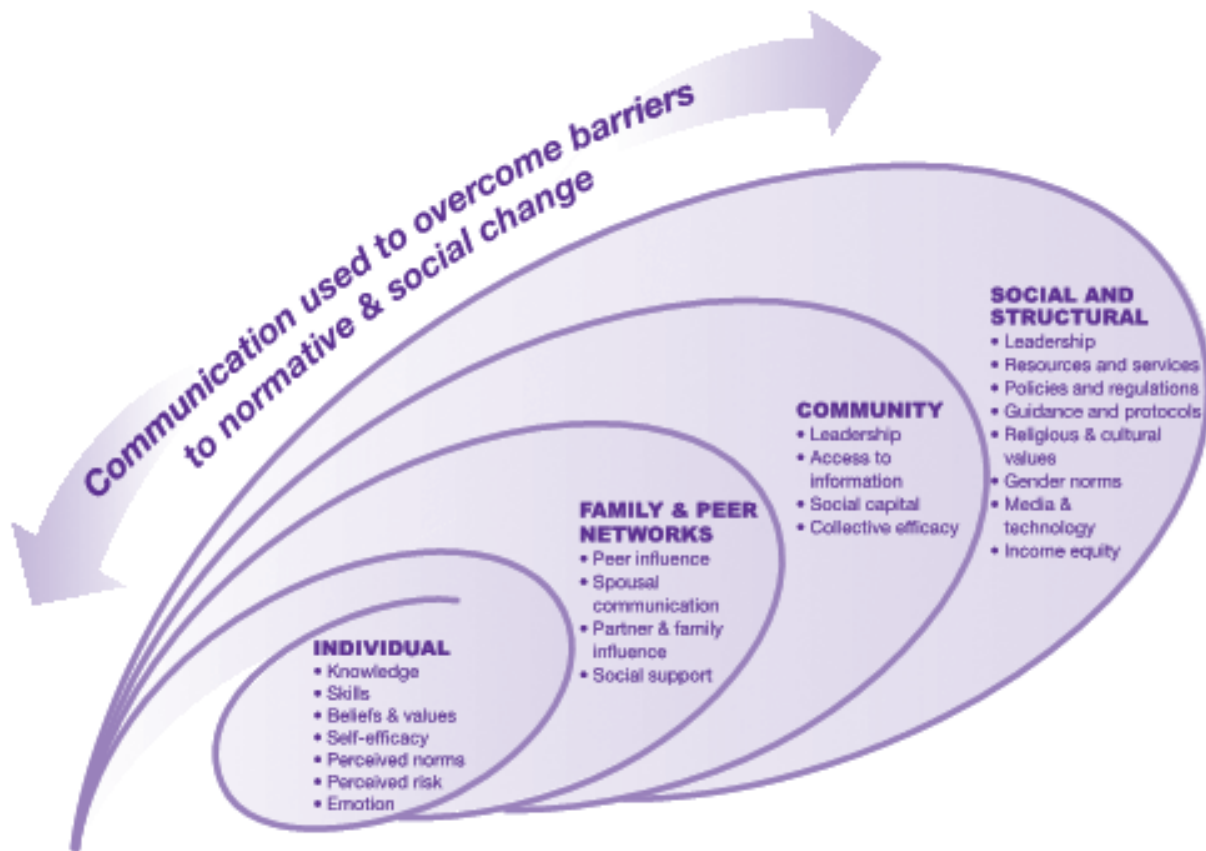 Communication used to overcome barriers
to normative & social change
SOCIAL AND
STRUCTURAL
• Leadership
• Resources and services
• Policies and regulations
• Guidance and protocols
• Religious & cultural
values
• Gender norms
• Media &
technology
• Income equity
COMMUNITY
• Leadership
• Access to
information
• Social capital
• Collective efficacy
FAMILY & PEER
NETWORKS
• Peer influence
• Spousal
communication
• Partner & family
influence
• Social support
INDIVIDUAL
• Knowledge
• Skills
• Beliefs & values
• Self-efficacy
• Perceived norms
• Perceived risk
• Emotion